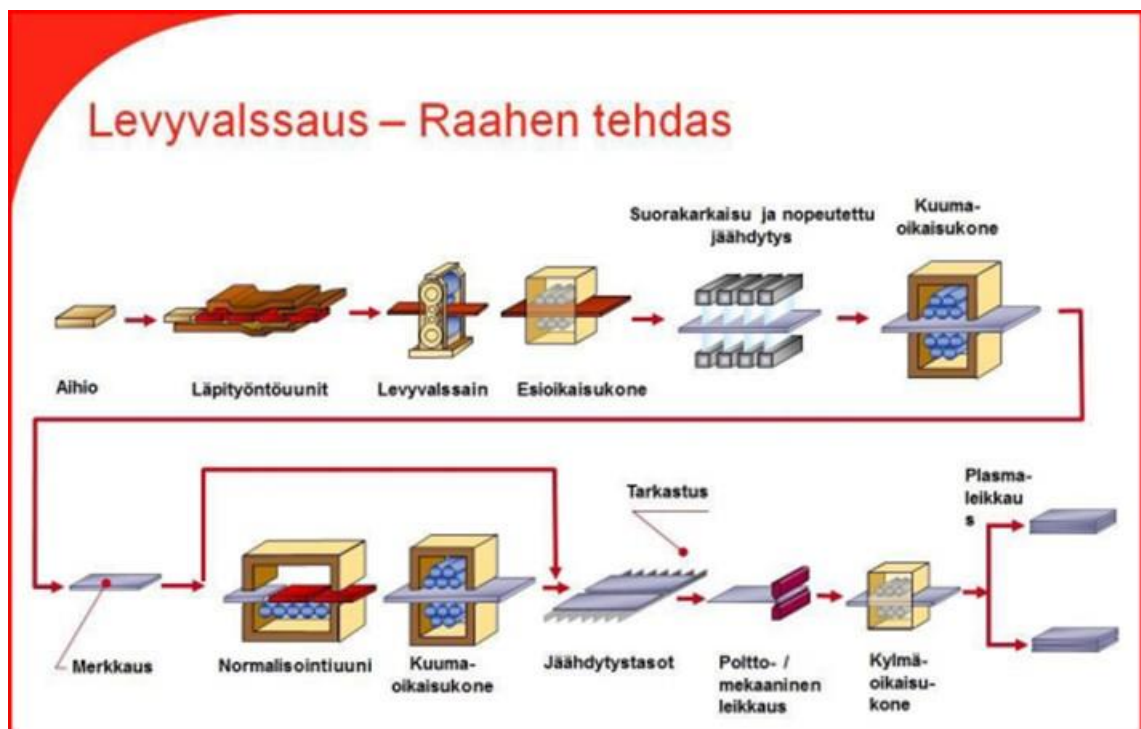 Levyvalssaus – Raahen tehdas
Suorakarkaisu ja nopeutettu
jäähdytys
Kuuma-
oikaisukone
Aihio
Läpityöntöuunit
Levyvalssain
Esioikaisukone
Tarkastus
Plasma-
leikkau
s
Merkkaus
Normalisointiuuni
Kuuma-
oikaisukone
Jäähdytystasot
Poltto- /
mekaaninen
leikkaus
Kylmä-
oikaisu-
kone